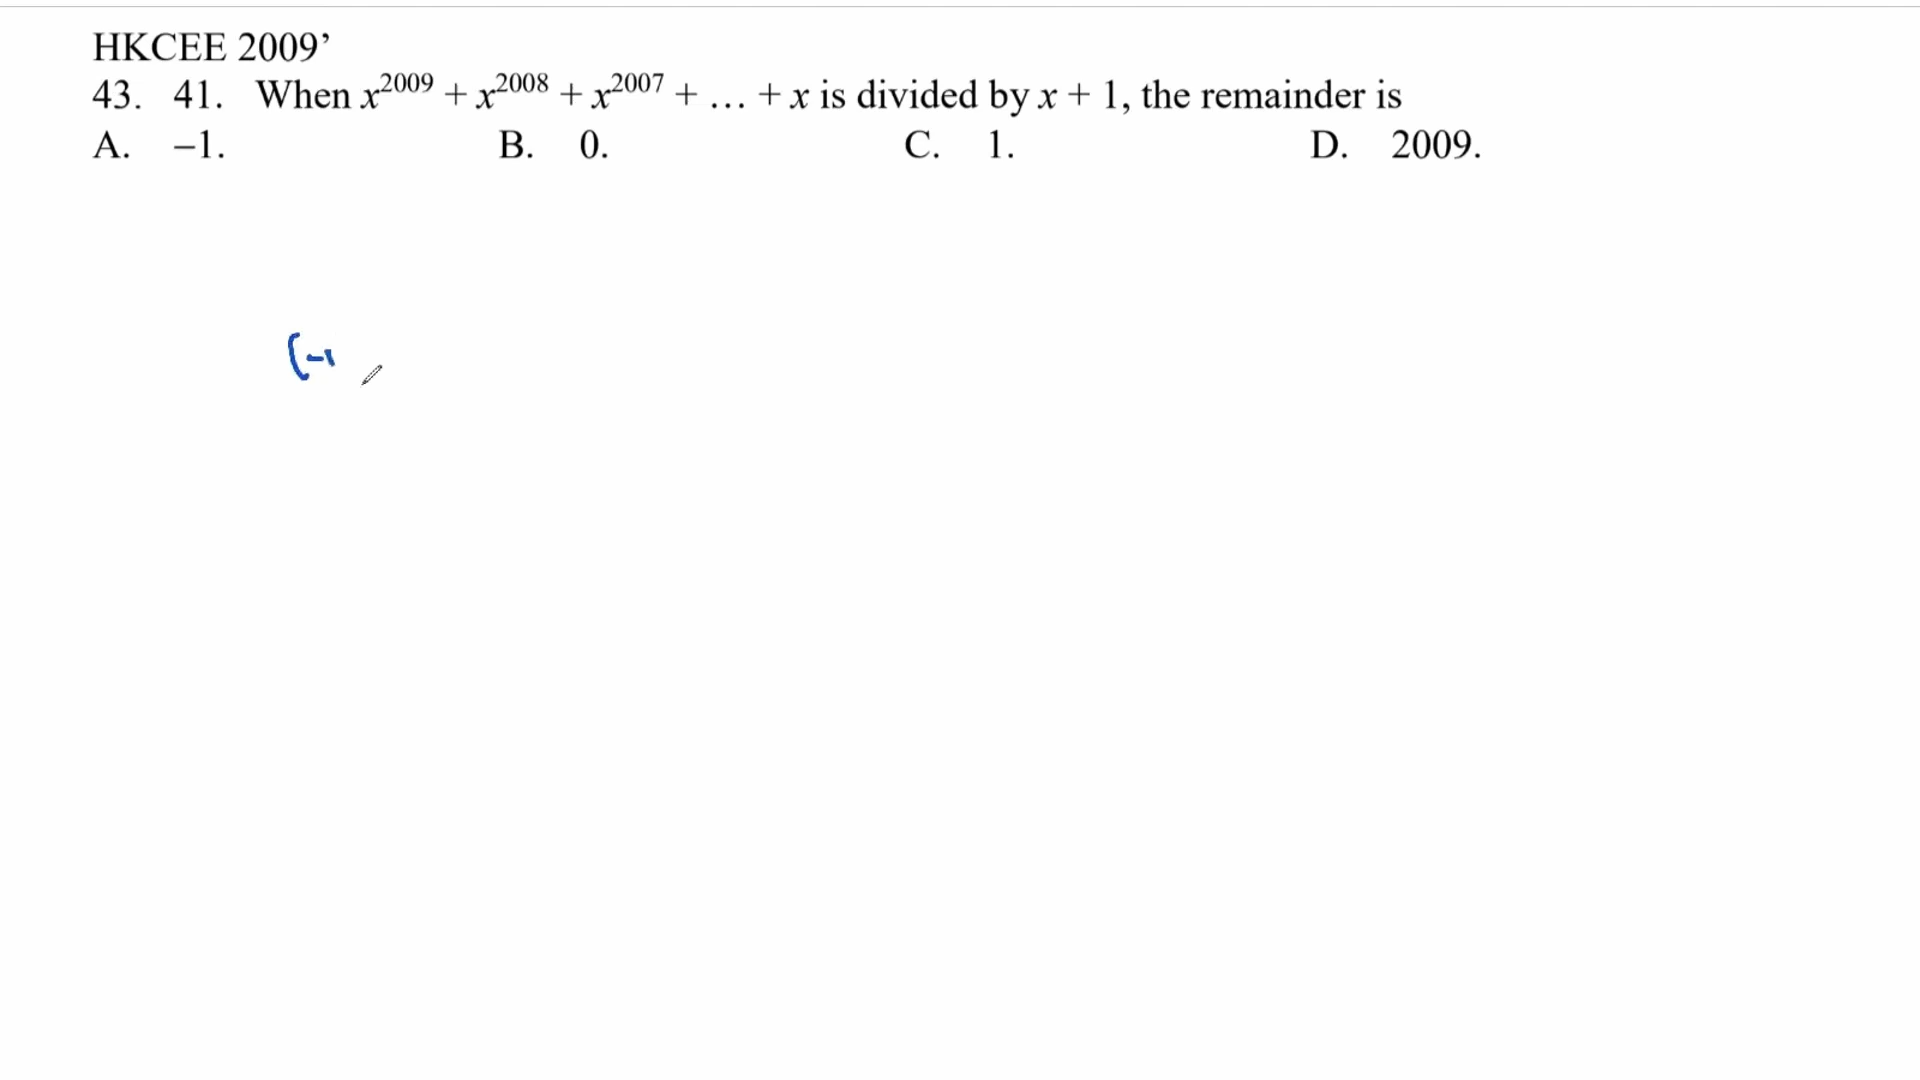 HKCEE 2009’
43. 41. When x^2009 + x^2008 + x^2007 + … + x is divided by x + 1, the remainder is
A. −1. B. 0. C. 1. D. 2009.
(-1